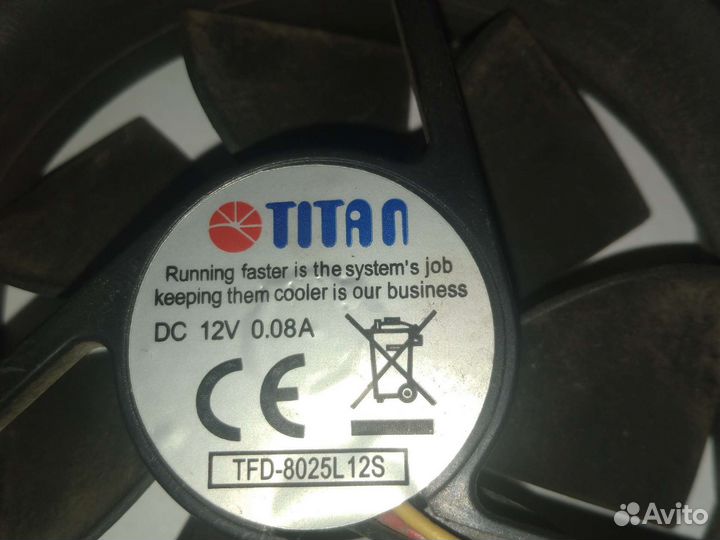 TITAN
Running faster is the system's job
keeping them cooler is our business
DC 12V 0.08A
CE
TFD-8025L12S
Avito